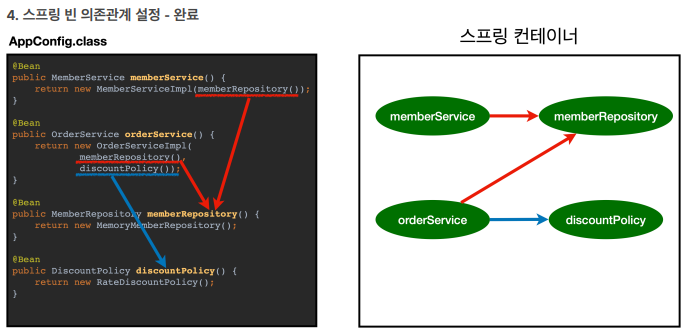 4. 스프링 빈 의존관계 설정 - 완료
AppConfig.class
@Bean
public MemberService memberService() {
return new MemberServiceImpl(memberRepository());
}
@Bean
public OrderService orderService() {
return new OrderServiceImpl(
memberRepository(),
discountPolicy());
}
@Bean
public MemberRepository memberRepository() {
return new MemoryMemberRepository();
}
@Bean
public DiscountPolicy discountPolicy() {
return new RateDiscountPolicy();
}
스프링 컨테이너
memberService
memberRepository
orderService
discountPolicy